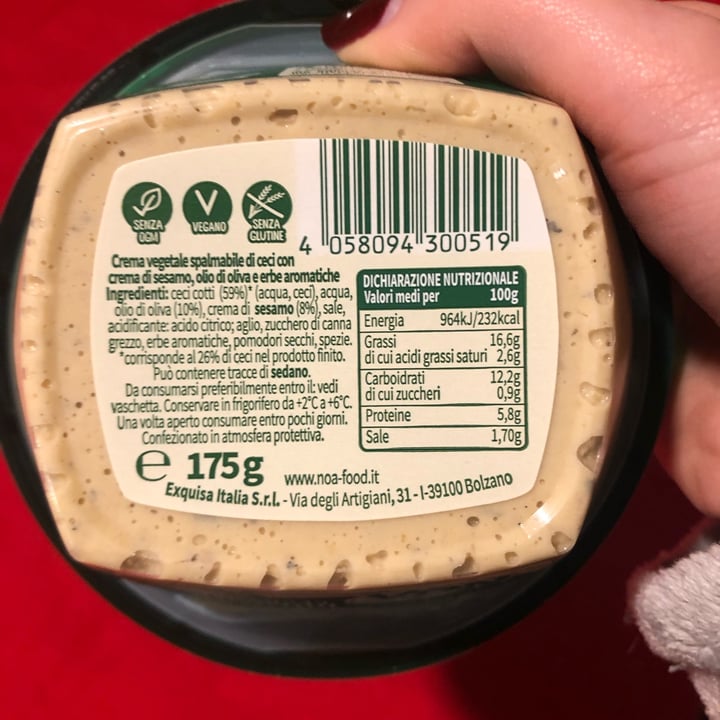 SENZA
OGM
VEGANO
SENZA
GLUTINE
4 058094 300519
Crema vegetale spalmabile di ceci con
crema di sesamo, olio di oliva e erbe aromatiche
Ingredienti: ceci cotti (59%)* (acqua, ceci), acqua,
olio di oliva (10%), crema di sesamo (8%), sale,
acidificante: acido citrico; aglio, zucchero di canna
grezzo, erbe aromatiche, pomodori secchi, spezie.
*corrisponde al 26% di ceci nel prodotto finito.
Può contenere tracce di sedano.
Da consumarsi preferibilmente entro il: vedi
vaschetta. Conservare in frigorifero da +2°C a +6°C.
Una volta aperto consumare entro pochi giorni.
Confezionato in atmosfera protettiva.
DICHIARAZIONE NUTRIZIONALE
Valori medi per 100g
Energia 964kJ/232kcal
Grassi 16,6g
di cui acidi grassi saturi 2,6g
Carboidrati 12,2g
di cui zuccheri 0,9g
Proteine 5,8g
Sale 1,70g
e 175g www.noa-food.it
Exquisa Italia S.r.l. - Via degli Artigiani, 31 - I-39100 Bolzano